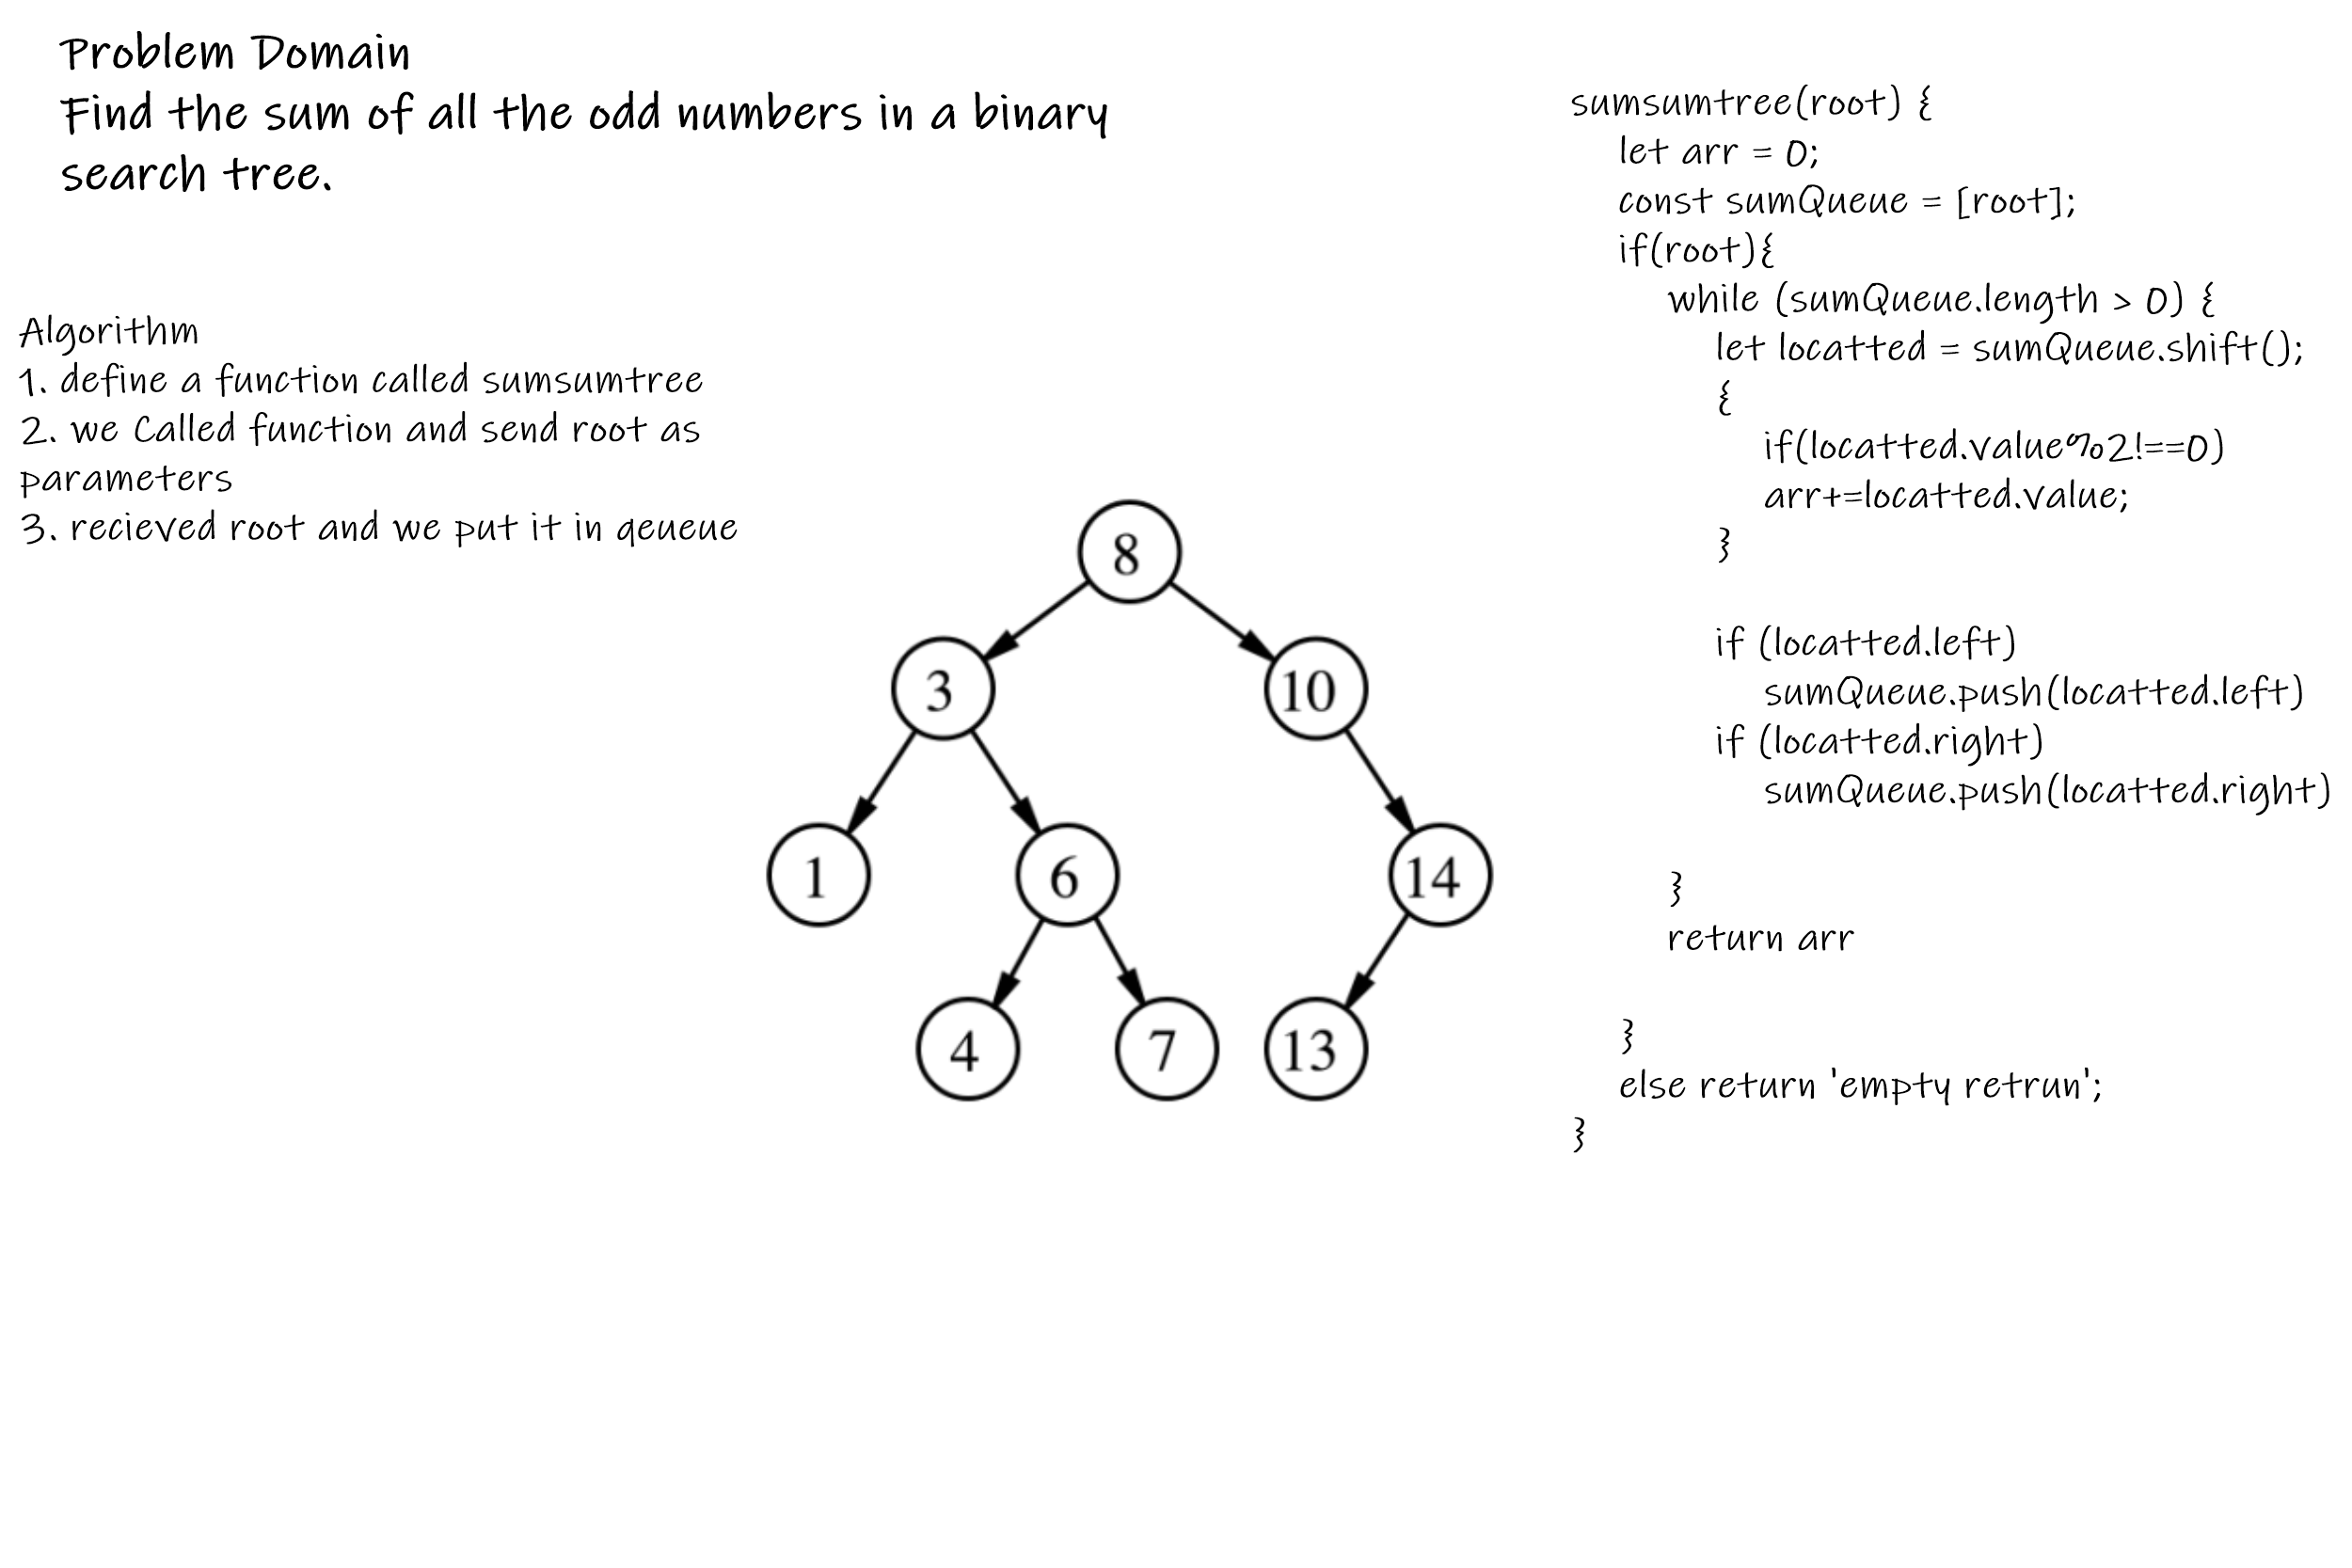 Problem Domain
Find the sum of all the odd numbers in a binary
search tree.
Algorithm
1. define a function called sumsumtree
2. we Called function and send root as
parameters
3. recieved root and we put it in qeueue
8
3
10
1
6
14
4
7
13
sumsumtree(root) {
let arr = 0;
const sumQueue = [root];
if(root){
while (sumQueue.length > 0) {
let locatted = sumQueue.shift();
{
if(locatted.value%2!==0)
arr+=locatted.value;
}
if (locatted.left)
sumQueue.push(locatted.left)
if (locatted.right)
sumQueue.push(locatted.right)
}
return arr
}
else return 'empty retrun';
}